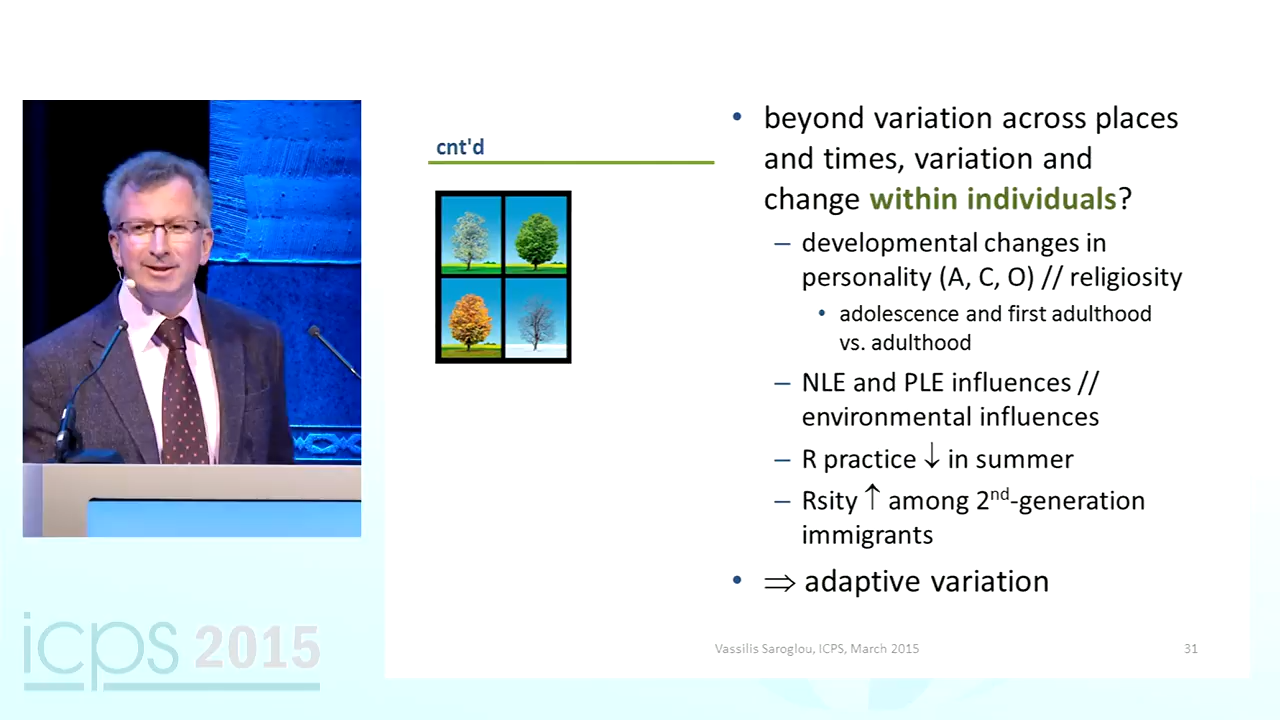 cnt'd
• beyond variation across places
and times, variation and
change within individuals?
– developmental changes in
personality (A, C, O) // religiosity
• adolescence and first adulthood
vs. adulthood
– NLE and PLE influences //
environmental influences
– R practice ↓ in summer
– Rsity ↑ among 2nd-generation
immigrants
• ⇒ adaptive variation
Vassilis Saroglou, ICPS, March 2015
31
icps 2015